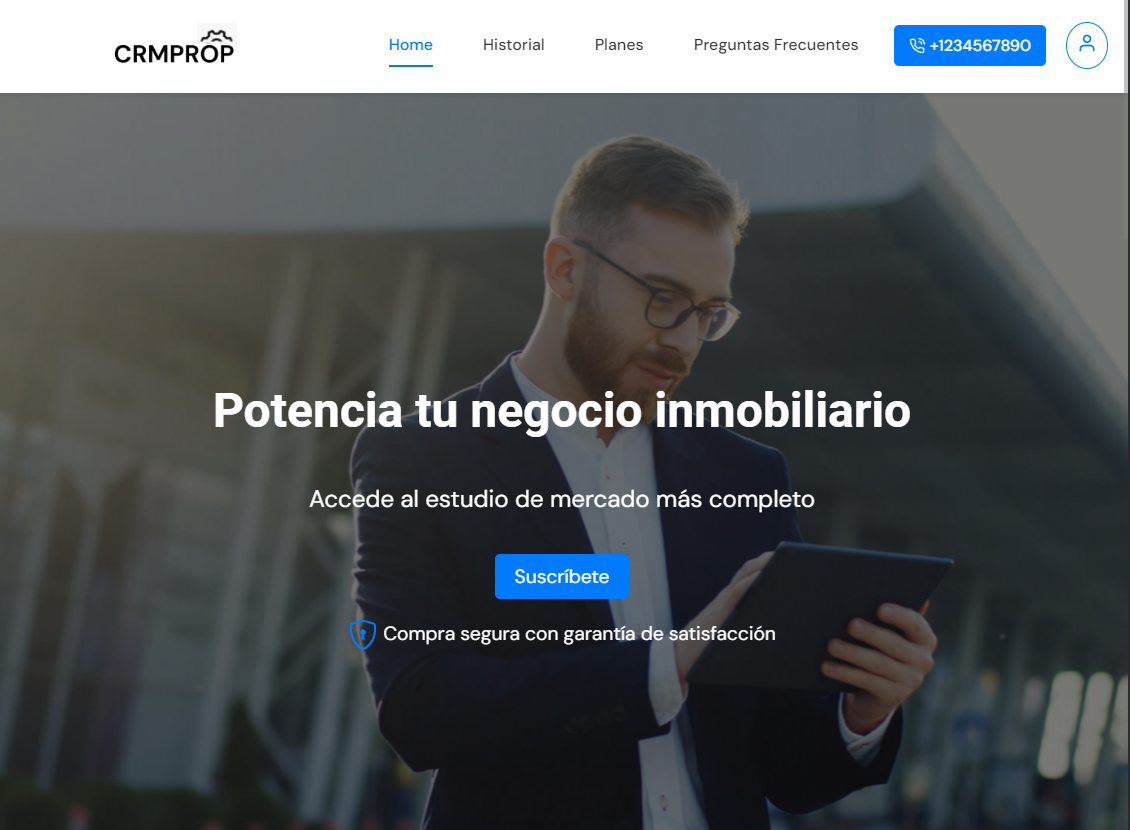 CRMPROP
Home
Historial
Planes
Preguntas Frecuentes
+1234567890
Potencia tu negocio inmobiliario
Accede al estudio de mercado más completo
Suscríbete
Compra segura con garantía de satisfacción